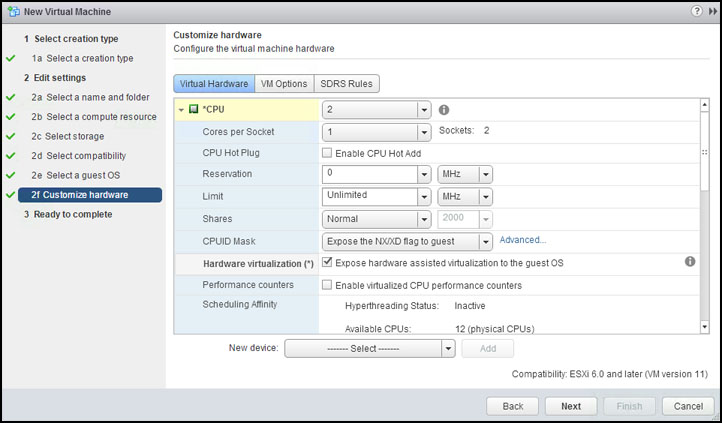 New Virtual Machine
1 Select creation type
1a Select a creation type
2 Edit settings
2a Select a name and folder
2b Select a compute resource
2c Select storage
2d Select compatibility
2e Select a guest OS
2f Customize hardware
3 Ready to complete
Customize hardware
Configure the virtual machine hardware
Virtual Hardware VM Options SDRS Rules
*CPU 2
Cores per Socket 1 Sockets: 2
CPU Hot Plug Enable CPU Hot Add
Reservation 0 MHz
Limit Unlimited MHz
Shares Normal 2000
CPUID Mask Expose the NX/XD flag to guest Advanced...
Hardware virtualization (*) Expose hardware assisted virtualization to the guest OS
Performance counters Enable virtualized CPU performance counters
Scheduling Affinity Hyperthreading Status: Inactive
Available CPUs: 12 (physical CPUs)
New device: ------- Select ------- Add
Compatibility: ESXi 6.0 and later (VM version 11)
Back Next Finish Cancel